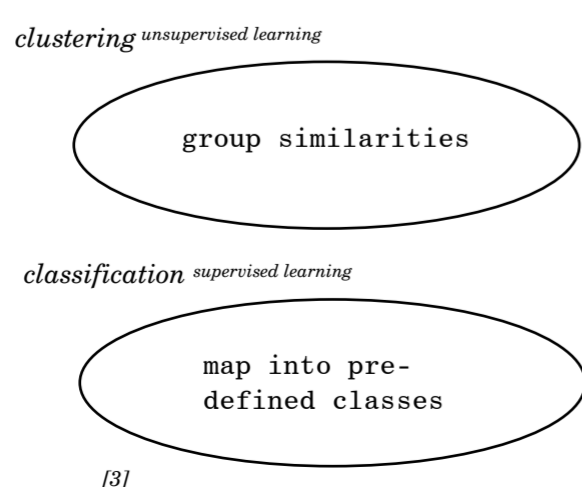 clustering unsupervised learning
group similarities
classification supervised learning
map into pre-
defined classes
[3]